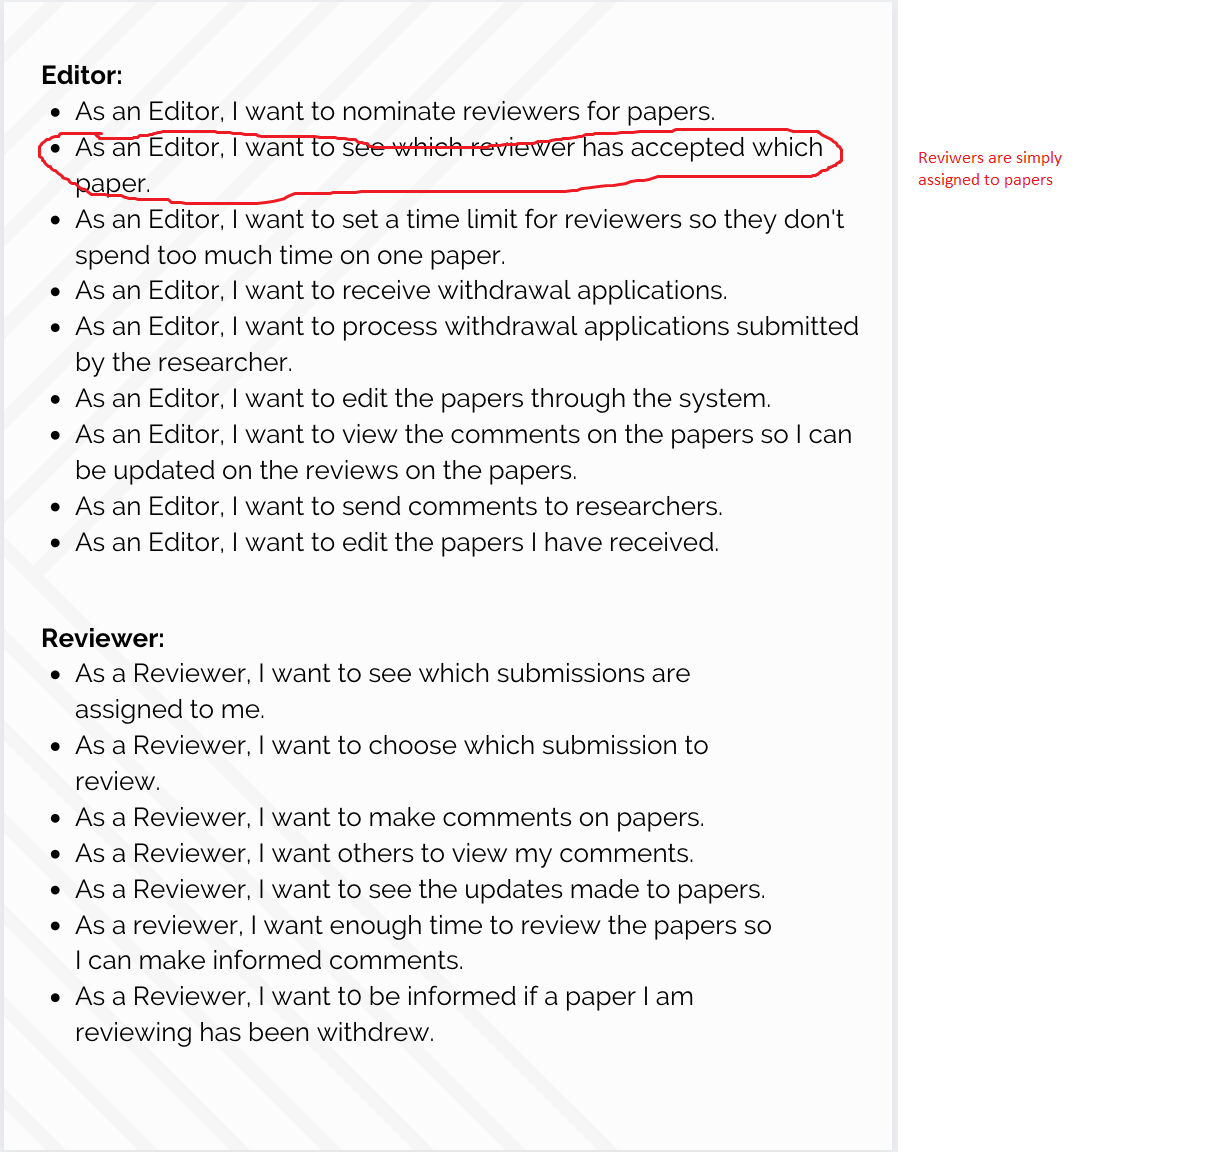 Editor:
• As an Editor, I want to nominate reviewers for papers.
• As an Editor, I want to see which reviewer has accepted which
paper.
Reviwers are simply
assigned to papers
• As an Editor, I want to set a time limit for reviewers so they don't
spend too much time on one paper.
• As an Editor, I want to receive withdrawal applications.
• As an Editor, I want to process withdrawal applications submitted
by the researcher.
• As an Editor, I want to edit the papers through the system.
• As an Editor, I want to view the comments on the papers so I can
be updated on the reviews on the papers.
• As an Editor, I want to send comments to researchers.
• As an Editor, I want to edit the papers I have received.
Reviewer:
• As a Reviewer, I want to see which submissions are
assigned to me.
• As a Reviewer, I want to choose which submission to
review.
• As a Reviewer, I want to make comments on papers.
• As a Reviewer, I want others to view my comments.
• As a Reviewer, I want to see the updates made to papers.
• As a reviewer, I want enough time to review the papers so
I can make informed comments.
• As a Reviewer, I want t0 be informed if a paper I am
reviewing has been withdrew.